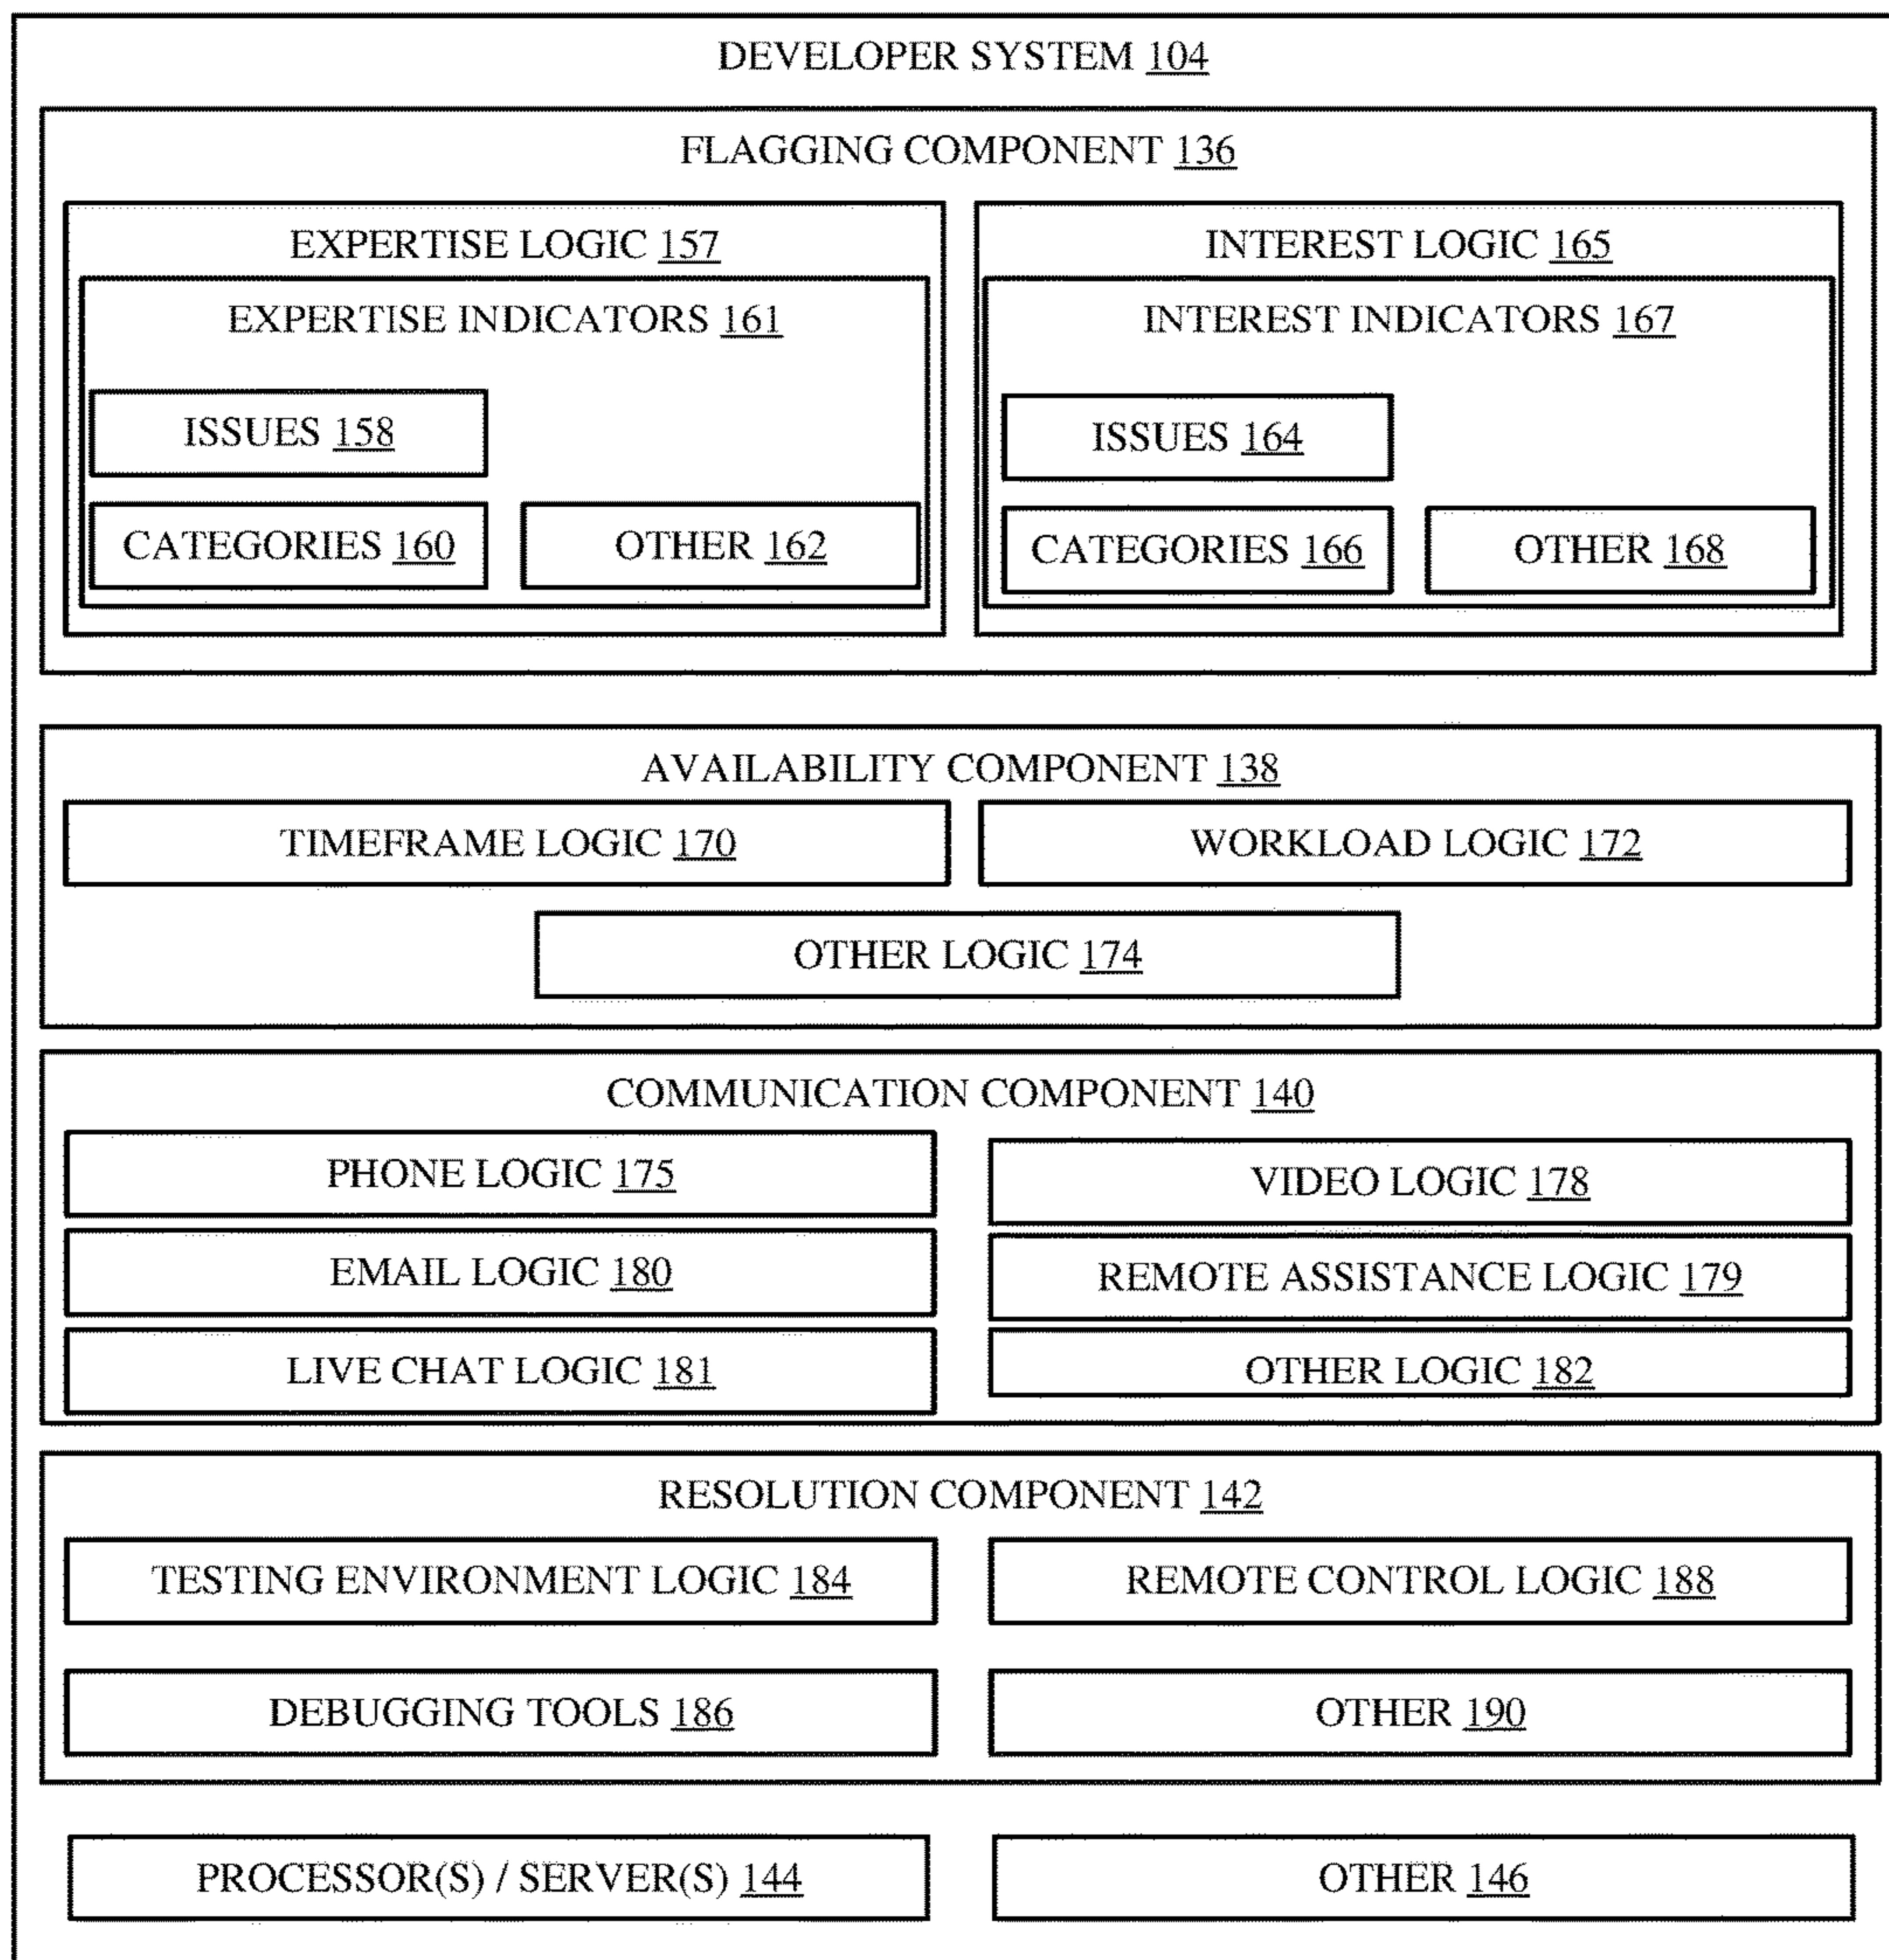 DEVELOPER SYSTEM 104
FLAGGING COMPONENT 136
EXPERTISE LOGIC 157
EXPERTISE INDICATORS 161
ISSUES 158
CATEGORIES 160
OTHER 162
INTEREST LOGIC 165
INTEREST INDICATORS 167
ISSUES 164
CATEGORIES 166
OTHER 168
AVAILABILITY COMPONENT 138
TIMEFRAME LOGIC 170
WORKLOAD LOGIC 172
OTHER LOGIC 174
COMMUNICATION COMPONENT 140
PHONE LOGIC 175
VIDEO LOGIC 178
EMAIL LOGIC 180
REMOTE ASSISTANCE LOGIC 179
LIVE CHAT LOGIC 181
OTHER LOGIC 182
RESOLUTION COMPONENT 142
TESTING ENVIRONMENT LOGIC 184
REMOTE CONTROL LOGIC 188
DEBUGGING TOOLS 186
OTHER 190
PROCESSOR(S) / SERVER(S) 144
OTHER 146